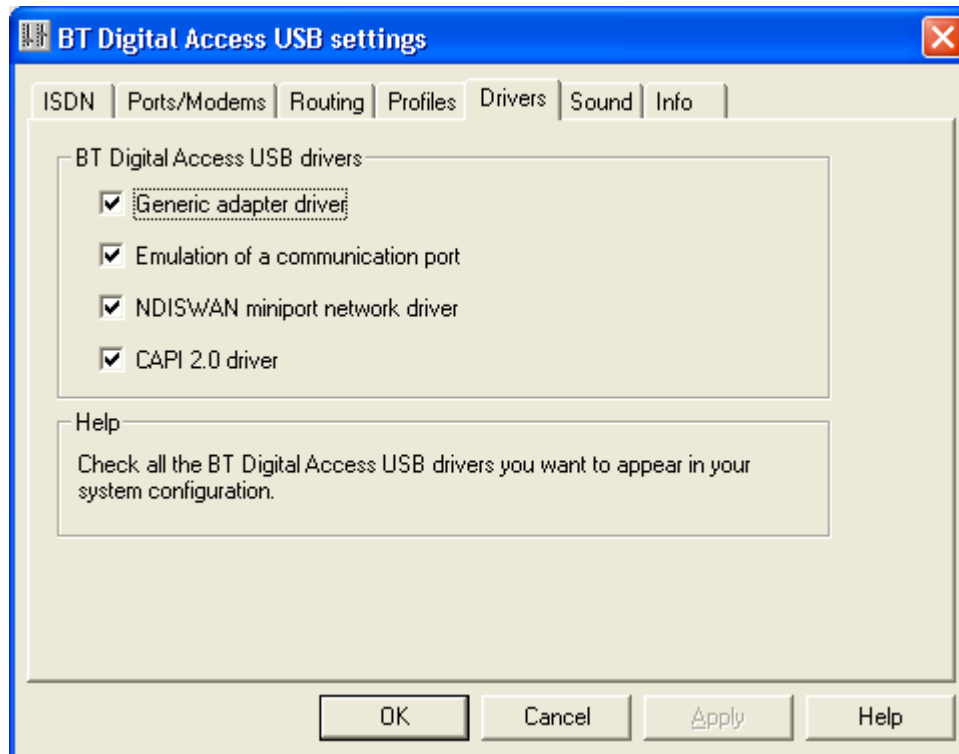 BT Digital Access USB settings
ISDN Ports/Modems Routing Profiles Drivers Sound Info
BT Digital Access USB drivers
Generic adapter driver
Emulation of a communication port
NDISWAN miniport network driver
CAPI 2.0 driver
Help
Check all the BT Digital Access USB drivers you want to appear in your
system configuration.
OK Cancel Apply Help